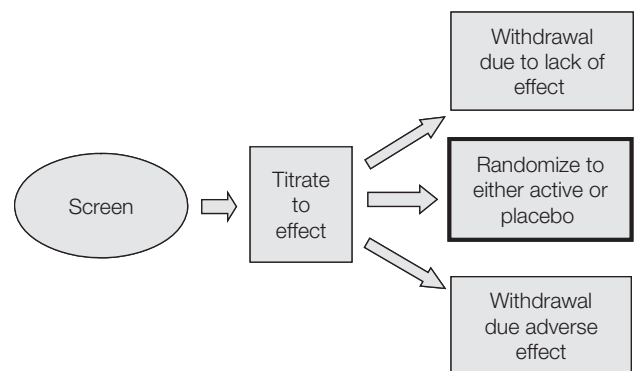 Screen
Titrate
to
effect
Withdrawal
due to lack of
effect
Randomize to
either active or
placebo
Withdrawal
due adverse
effect